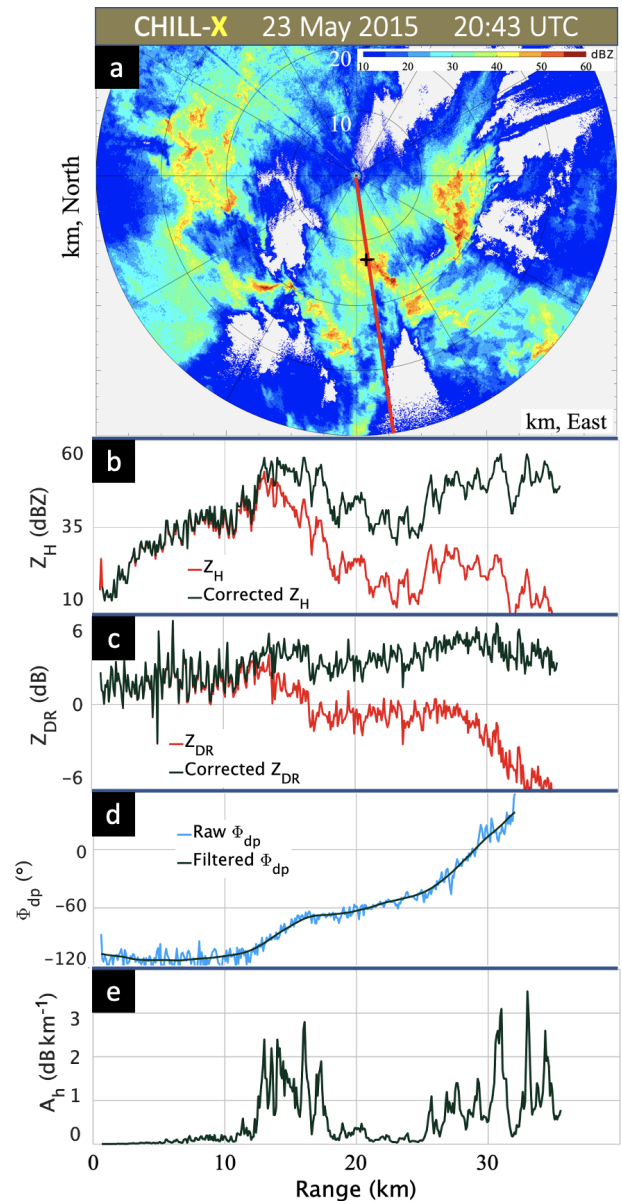 CHILL-X 23 May 2015 20:43 UTC
a
20
10
dBZ
10 20 30 40 50 60
km, North
km, East
b
60
35
10
Z_H (dBZ)
Z_H
Corrected Z_H
c
6
0
-6
Z_DR (dB)
Z_DR
Corrected Z_DR
d
0
-60
-120
Φ_dp (°)
Raw Φ_dp
Filtered Φ_dp
e
3
2
1
0
A_h (dB km⁻¹)
0 10 20 30
Range (km)